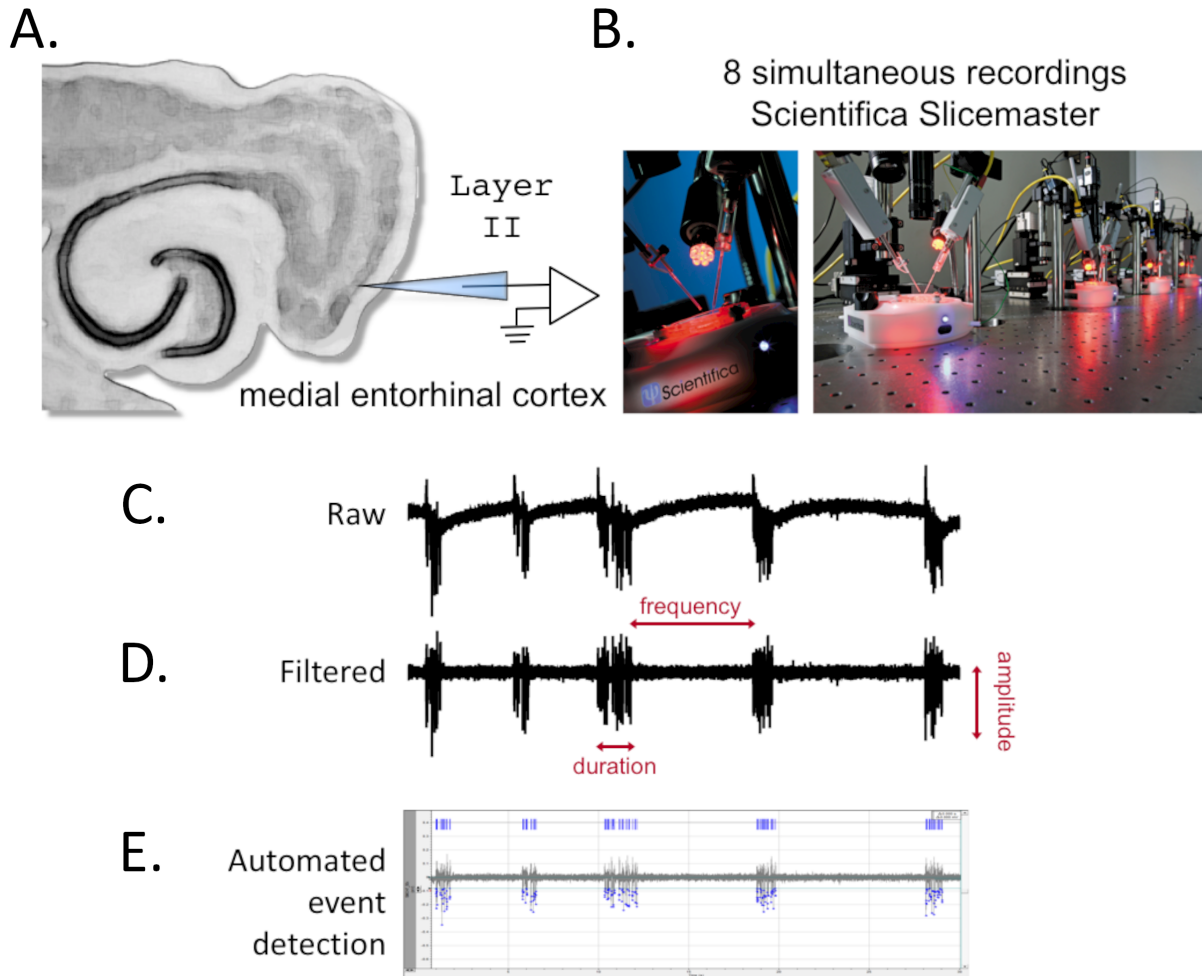 A.
Layer
II
medial entorhinal cortex
B.
8 simultaneous recordings
Scientifica Slicemaster
Scientifica
C.
Raw
frequency
D.
Filtered
amplitude
duration
E.
Automated
event
detection